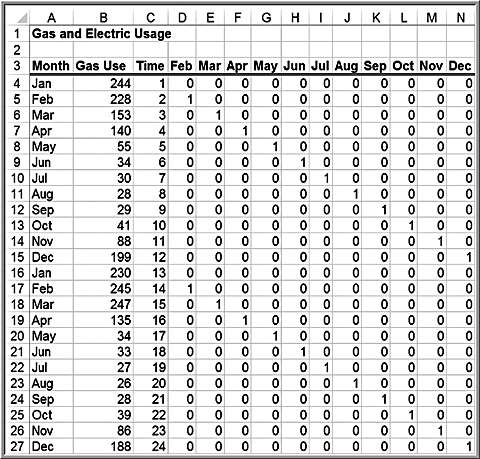 A B C D E F G H I J K L M N
1 Gas and Electric Usage
2
3 Month Gas Use Time Feb Mar Apr May Jun Jul Aug Sep Oct Nov Dec
4 Jan 244 1 0 0 0 0 0 0 0 0 0 0 0
5 Feb 228 2 1 0 0 0 0 0 0 0 0 0 0
6 Mar 153 3 0 1 0 0 0 0 0 0 0 0 0
7 Apr 140 4 0 0 1 0 0 0 0 0 0 0 0
8 May 55 5 0 0 0 1 0 0 0 0 0 0 0
9 Jun 34 6 0 0 0 0 1 0 0 0 0 0 0
10 Jul 30 7 0 0 0 0 0 1 0 0 0 0 0
11 Aug 28 8 0 0 0 0 0 0 1 0 0 0 0
12 Sep 29 9 0 0 0 0 0 0 0 1 0 0 0
13 Oct 41 10 0 0 0 0 0 0 0 0 1 0 0
14 Nov 88 11 0 0 0 0 0 0 0 0 0 1 0
15 Dec 199 12 0 0 0 0 0 0 0 0 0 0 1
16 Jan 230 13 0 0 0 0 0 0 0 0 0 0 0
17 Feb 245 14 1 0 0 0 0 0 0 0 0 0 0
18 Mar 247 15 0 1 0 0 0 0 0 0 0 0 0
19 Apr 135 16 0 0 1 0 0 0 0 0 0 0 0
20 May 34 17 0 0 0 1 0 0 0 0 0 0 0
21 Jun 33 18 0 0 0 0 1 0 0 0 0 0 0
22 Jul 27 19 0 0 0 0 0 1 0 0 0 0 0
23 Aug 26 20 0 0 0 0 0 0 1 0 0 0 0
24 Sep 28 21 0 0 0 0 0 0 0 1 0 0 0
25 Oct 39 22 0 0 0 0 0 0 0 0 1 0 0
26 Nov 86 23 0 0 0 0 0 0 0 0 0 1 0
27 Dec 188 24 0 0 0 0 0 0 0 0 0 0 1